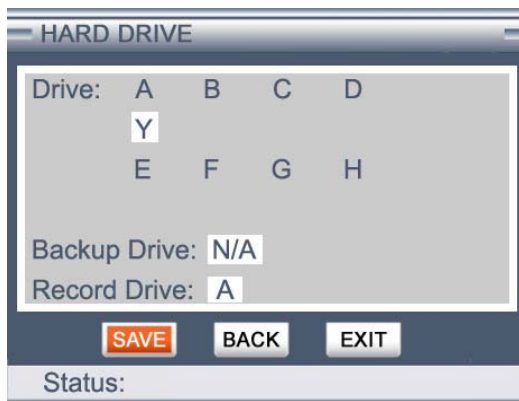 HARD DRIVE
Drive: A B C D
Y
E F G H
Backup Drive: N/A
Record Drive: A
SAVE BACK EXIT
Status: